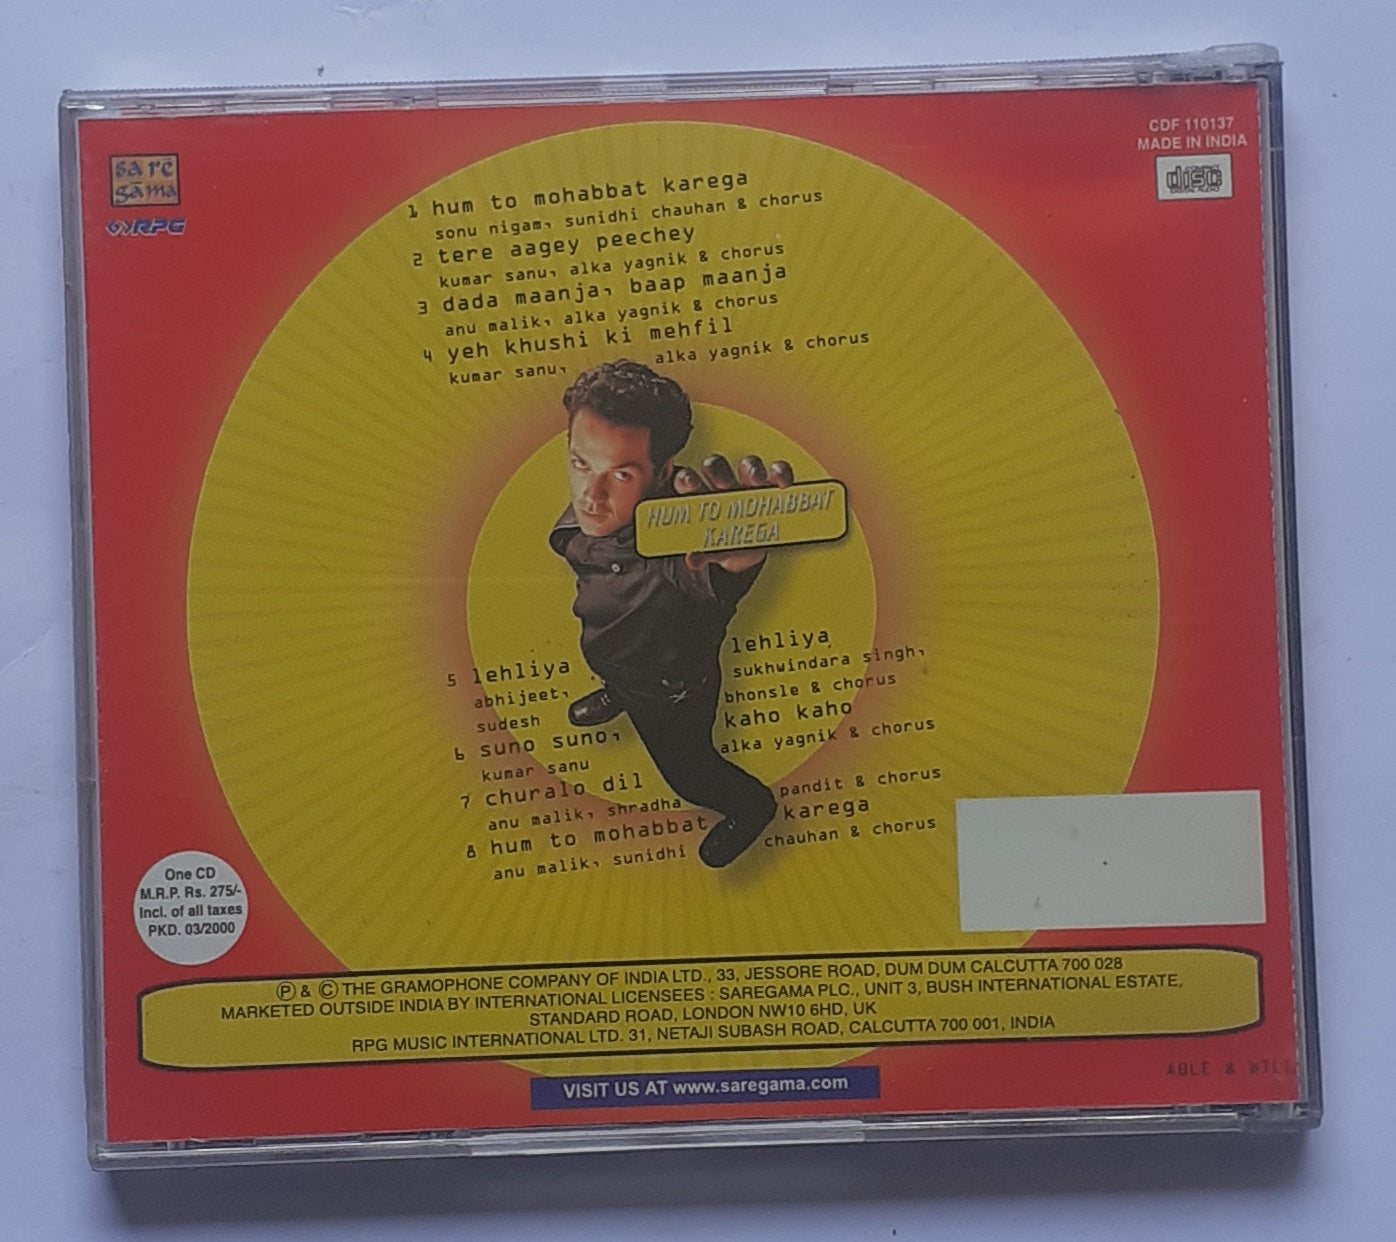 sa re
gama
RPG
CDF 110137
MADE IN INDIA
disc
1 hum to mohabbat karega
sonu nigam, sunidhi chauhan & chorus
2 tere aagey peechey
kumar sanu, alka yagnik & chorus
3 dada maanja, baap maanja
anu malik, alka yagnik & chorus
4 yeh khushi ki mehfil
kumar sanu, alka yagnik & chorus
HUM TO MOHABBAT
KAREGA
5 lehliya lehliya
abhijeet, sukhwindara singh,
sudesh bhonsle & chorus
6 suno suno, kaho kaho
kumar sanu alka yagnik & chorus
7 churalo dil
anu malik, shradha pandit & chorus
8 hum to mohabbat karega
anu malik, sunidhi chauhan & chorus
One CD
M.R.P. Rs. 275/-
Incl. of all taxes
PKD. 03/2000
Ⓟ & Ⓒ THE GRAMOPHONE COMPANY OF INDIA LTD., 33, JESSORE ROAD, DUM DUM CALCUTTA 700 028
MARKETED OUTSIDE INDIA BY INTERNATIONAL LICENSEES : SAREGAMA PLC., UNIT 3, BUSH INTERNATIONAL ESTATE,
STANDARD ROAD, LONDON NW10 6HD, UK
RPG MUSIC INTERNATIONAL LTD. 31, NETAJI SUBASH ROAD, CALCUTTA 700 001, INDIA
ABLE &
VISIT US AT www.saregama.com